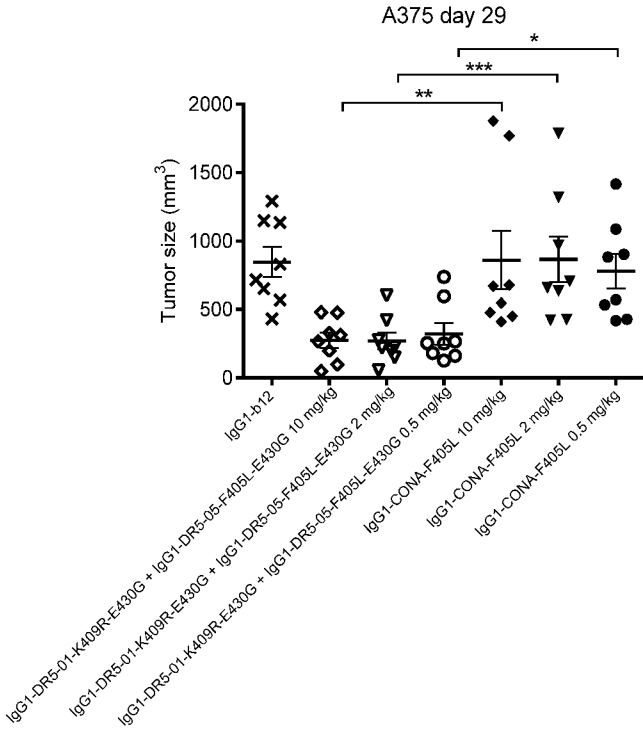 A375 day 29
*
***
**
Tumor size (mm3)
2000
1500
1000
500
0
IgG1-b12
IgG1-DR5-01-K409R-E430G + IgG1-DR5-05-F405L-E430G 10 mg/kg
IgG1-DR5-01-K409R-E430G + IgG1-DR5-05-F405L-E430G 2 mg/kg
IgG1-DR5-01-K409R-E430G + IgG1-DR5-05-F405L-E430G 0.5 mg/kg
IgG1-CONA-F405L 10 mg/kg
IgG1-CONA-F405L 2 mg/kg
IgG1-CONA-F405L 0.5 mg/kg